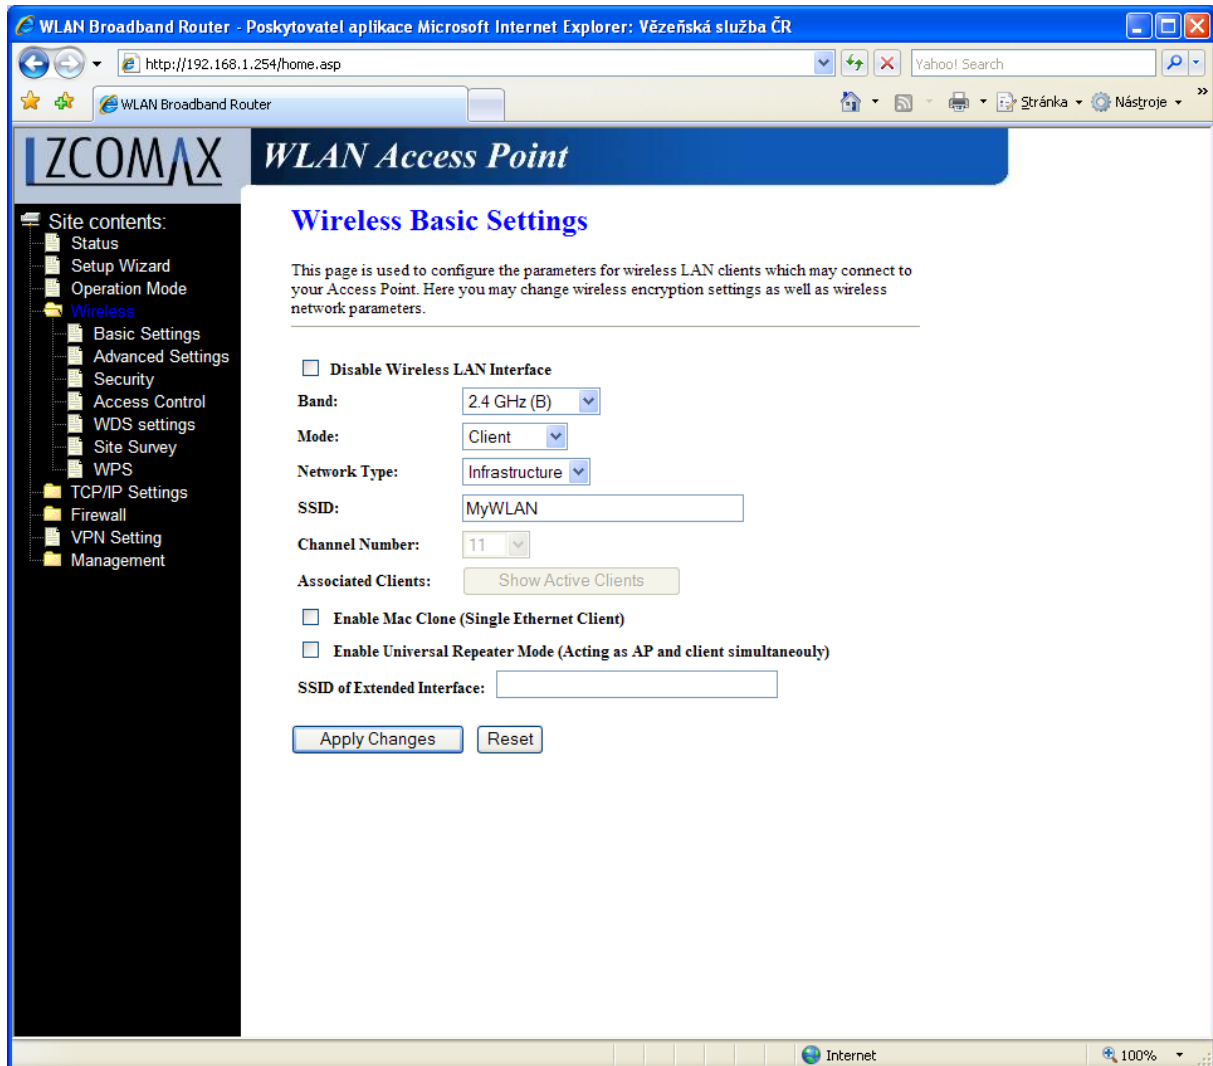 WLAN Broadband Router - Poskytovatel aplikace Microsoft Internet Explorer: Vězeňská služba ČR
http://192.168.1.254/home.asp
Yahoo! Search
WLAN Broadband Router
Stránka
Nástroje
»
ZCOMAX
WLAN Access Point
Site contents:
Status
Setup Wizard
Operation Mode
Wireless
Basic Settings
Advanced Settings
Security
Access Control
WDS settings
Site Survey
WPS
TCP/IP Settings
Firewall
VPN Setting
Management
Wireless Basic Settings
This page is used to configure the parameters for wireless LAN clients which may connect to
your Access Point. Here you may change wireless encryption settings as well as wireless
network parameters.
Disable Wireless LAN Interface
Band: 2.4 GHz (B)
Mode: Client
Network Type: Infrastructure
SSID: MyWLAN
Channel Number: 11
Associated Clients: Show Active Clients
Enable Mac Clone (Single Ethernet Client)
Enable Universal Repeater Mode (Acting as AP and client simultaneouly)
SSID of Extended Interface:
Apply Changes Reset
Internet 100%